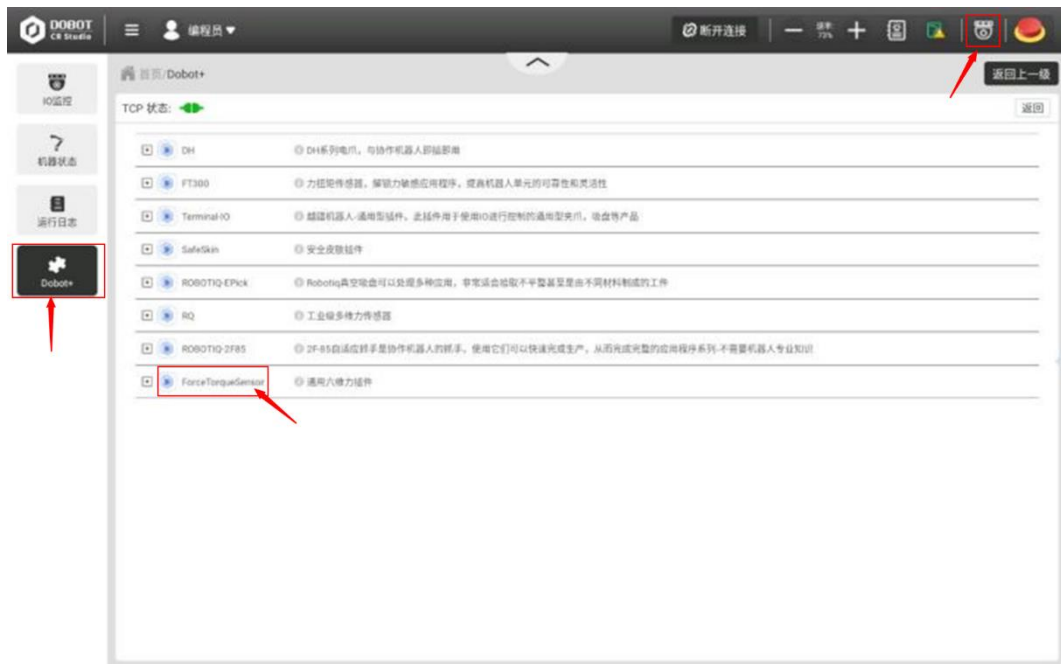 DOBOT
CR Studio
编程员
断开连接
速率:
73%
IO监控
首页/Dobot+
返回上一级
TCP 状态:
返回
DH
DH系列电爪，与协作机器人即插即用
机器状态
FT300
力扭矩传感器，解锁力敏感应用程序，提高机器人单元的可靠性和灵活性
运行日志
Terminal-IO
越疆机器人-通用型插件，此插件用于使用IO进行控制的通用型夹爪，吸盘等产品
SafeSkin
安全皮肤插件
Dobot+
ROBOTIQ-EPick
Robotiq真空吸盘可以处理多种应用，非常适合拾取不平整甚至是由不同材料制成的工件
RQ
工业级多维力传感器
ROBOTIQ-2F85
2F-85自适应抓手是协作机器人的抓手，使用它们可以快速完成生产，从而完成完整的应用程序系列-不需要机器人专业知识!
ForceTorqueSensor
通用六维力插件